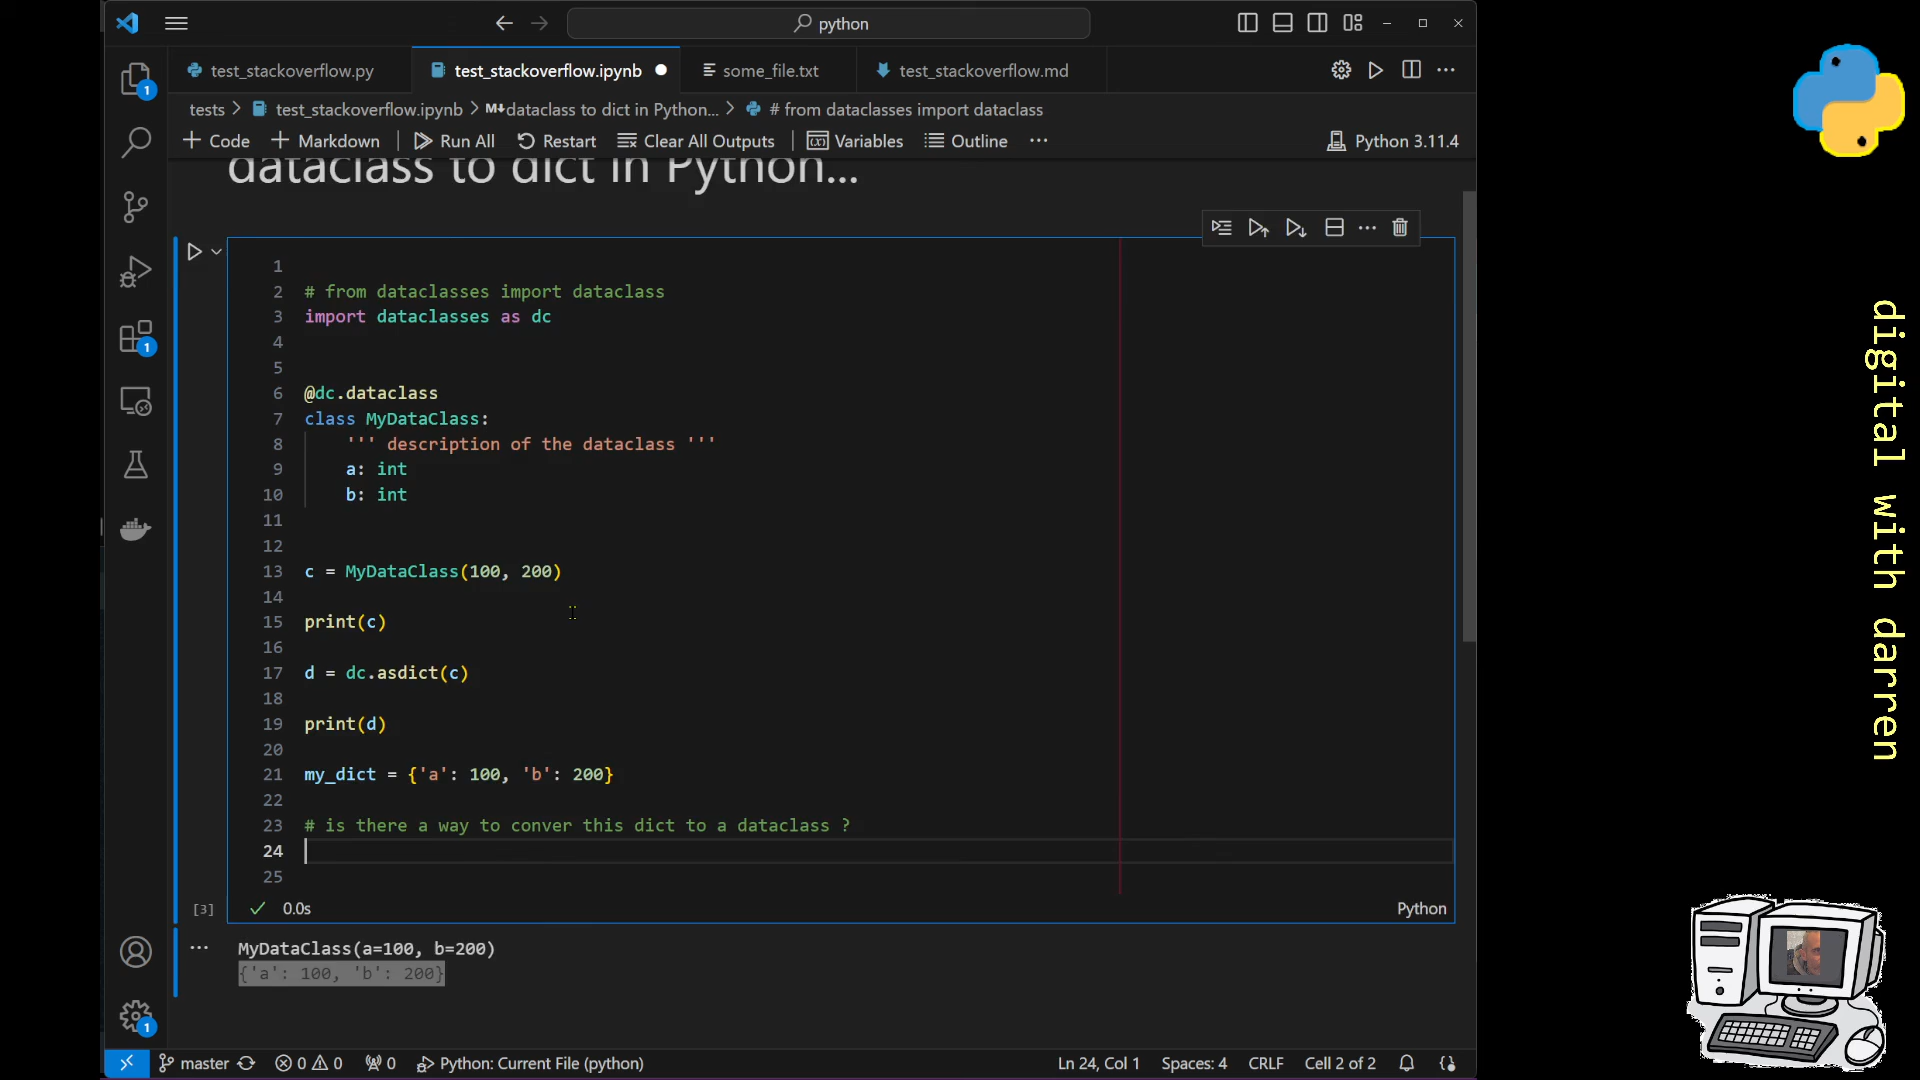 python
test_stackoverflow.py
test_stackoverflow.ipynb
some_file.txt
test_stackoverflow.md
tests > test_stackoverflow.ipynb > M↓dataclass to dict in Python... > # from dataclasses import dataclass
+ Code + Markdown Run All Restart Clear All Outputs (x) Variables Outline ... Python 3.11.4
dataclass to dict in Python...
1
2 # from dataclasses import dataclass
3 import dataclasses as dc
4
5
6 @dc.dataclass
7 class MyDataClass:
8 ''' description of the dataclass '''
9 a: int
10 b: int
11
12
13 c = MyDataClass(100, 200)
14
15 print(c)
16
17 d = dc.asdict(c)
18
19 print(d)
20
21 my_dict = {'a': 100, 'b': 200}
22
23 # is there a way to conver this dict to a dataclass ?
24
25
[3] 0.0s Python
MyDataClass(a=100, b=200)
{'a': 100, 'b': 200}
1
1
1
master 0 0 0 Python: Current File (python) Ln 24, Col 1 Spaces: 4 CRLF Cell 2 of 2
digital with darren